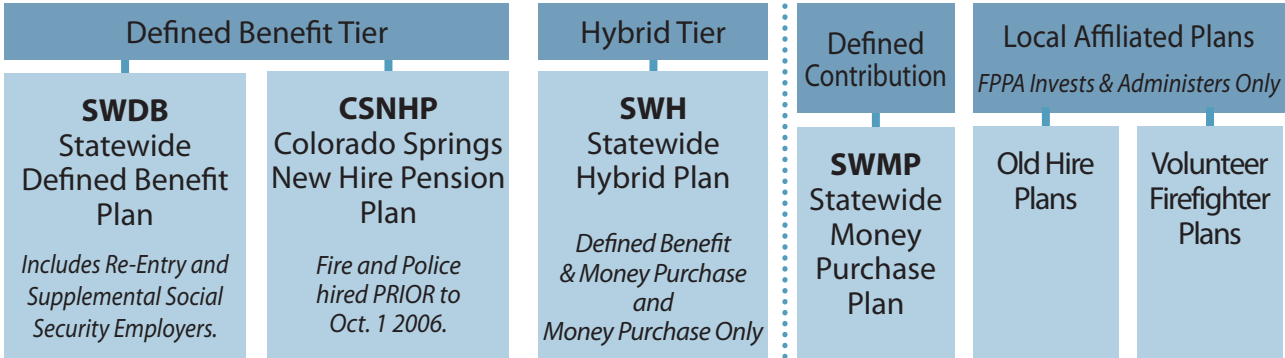 Defined Benefit Tier
SWDB
Statewide
Defined Benefit
Plan
Includes Re-Entry and
Supplemental Social
Security Employers.
CSNHP
Colorado Springs
New Hire Pension
Plan
Fire and Police
hired PRIOR to
Oct. 1 2006.
Hybrid Tier
SWH
Statewide
Hybrid Plan
Defined Benefit
& Money Purchase
and
Money Purchase Only
Defined
Contribution
SWMP
Statewide
Money
Purchase
Plan
Local Affiliated Plans
FPPA Invests & Administers Only
Old Hire
Plans
Volunteer
Firefighter
Plans